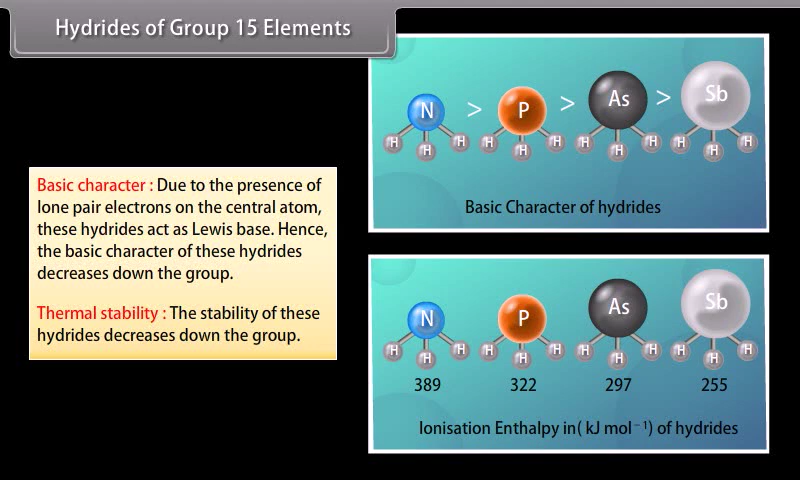 Hydrides of Group 15 Elements
N > P > As > Sb
H H H H H H H H H H H H
Basic Character of hydrides
Basic character : Due to the presence of
lone pair electrons on the central atom,
these hydrides act as Lewis base. Hence,
the basic character of these hydrides
decreases down the group.
Thermal stability : The stability of these
hydrides decreases down the group.
N P As Sb
H H H H H H H H H H H H
389 322 297 255
Ionisation Enthalpy in( kJ mol⁻¹) of hydrides